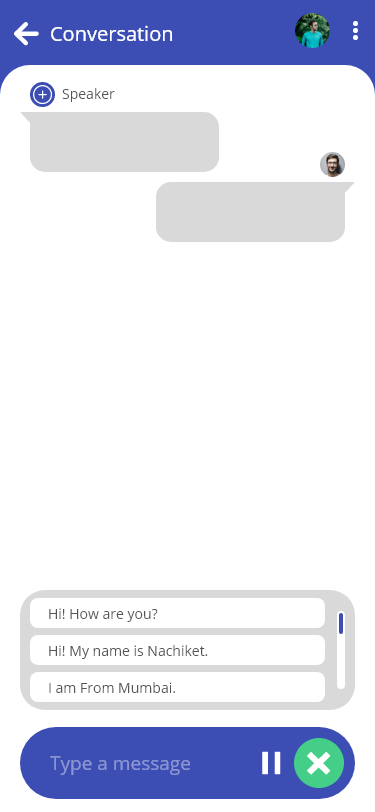 Conversation
Speaker
Hi! How are you?
Hi! My name is Nachiket.
I am From Mumbai.
Type a message